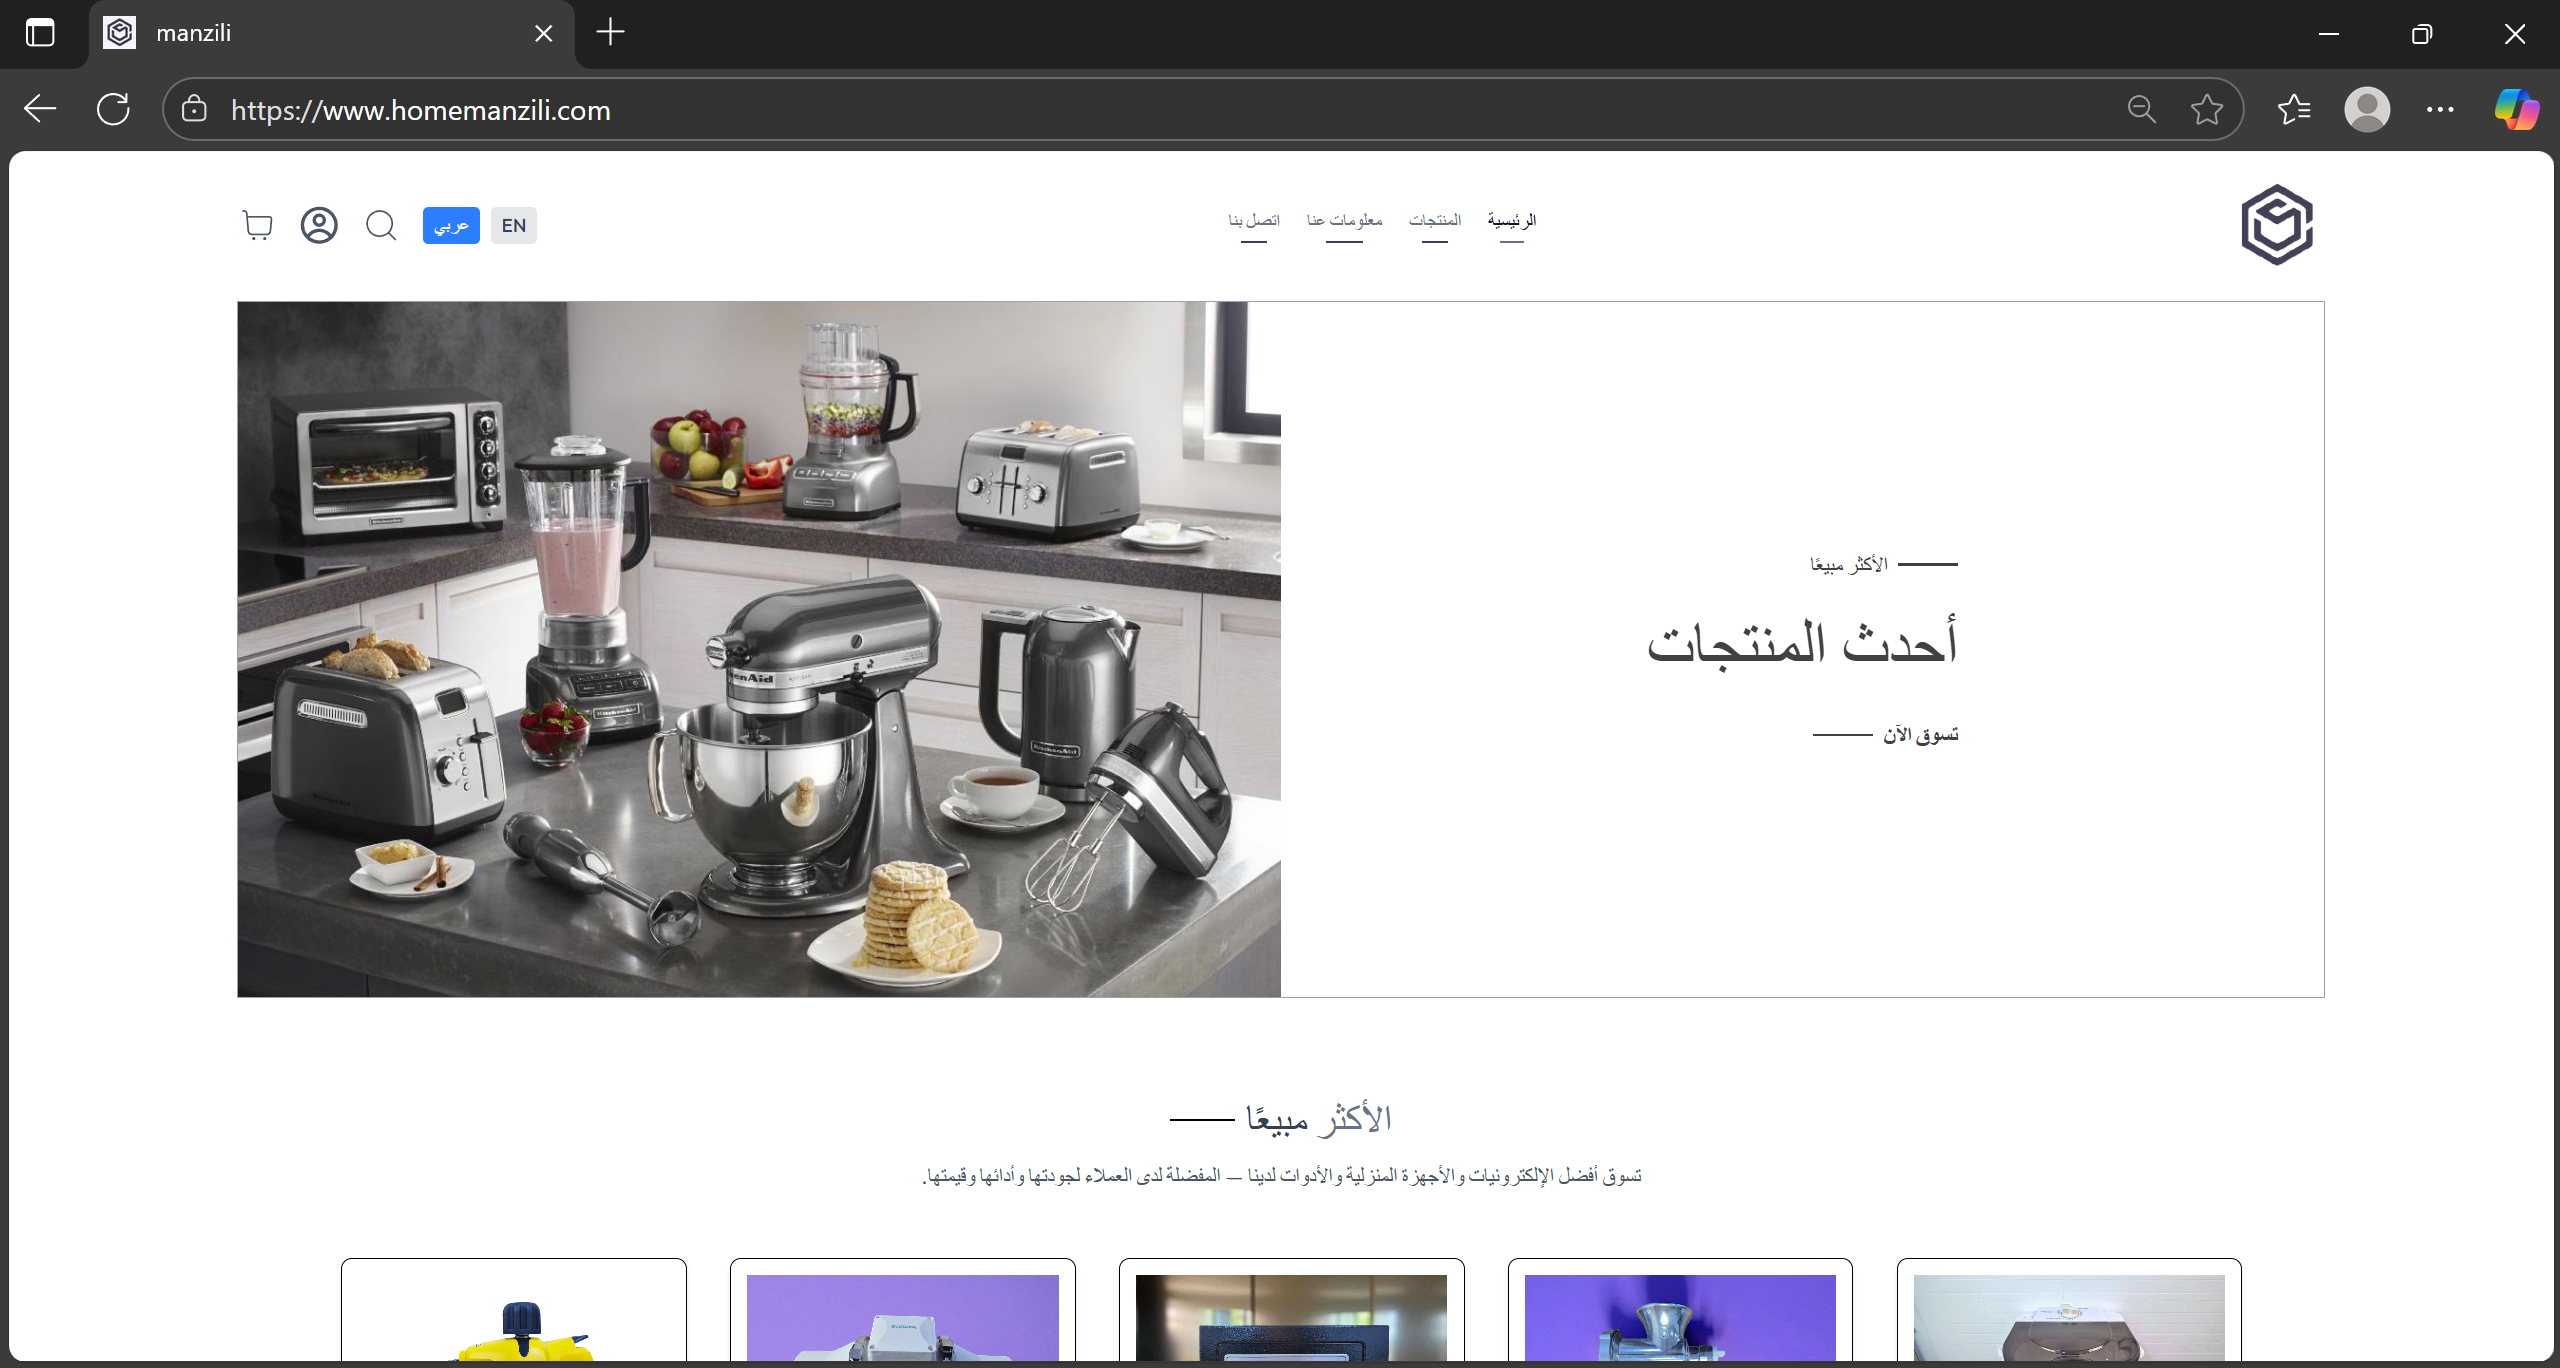 manzili
https://www.homemanzili.com
الرئيسية
المنتجات
معلومات عنا
اتصل بنا
EN
عربي
الأكثر مبيعًا
أحدث المنتجات
تسوق الآن
KitchenAid
الأكثر مبيعًا
تسوق أفضل الإلكترونيات والأجهزة المنزلية والأدوات لدينا — المفضلة لدى العملاء لجودتها وأدائها وقيمتها.